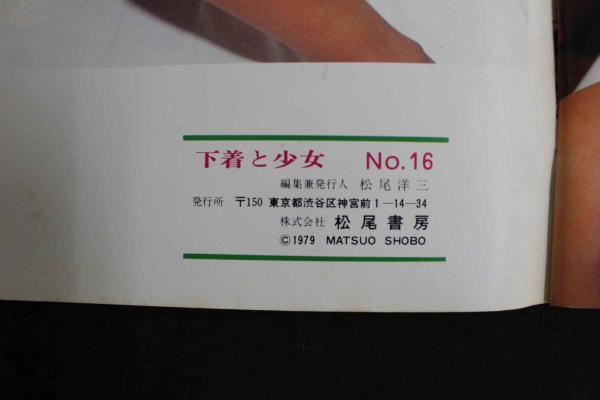 下着と少女 No.16
編集兼発行人 松尾洋三
発行所 〒150 東京都渋谷区神宮前1-14-34
株式会社 松尾書房
©1979 MATSUO SHOBO